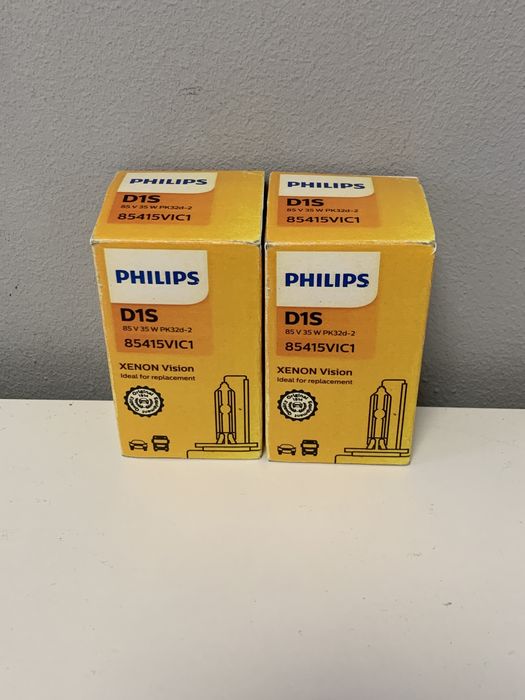 PHILIPS
D1S
85 V 35 W PK32d-2
85415VIC1
PHILIPS
D1S
85 V 35 W PK32d-2
85415VIC1
XENON Vision
Ideal for replacement
Original
PHILIPS
D1S
85 V 35 W PK32d-2
85415VIC1
PHILIPS
D1S
85 V 35 W PK32d-2
85415VIC1
XENON Vision
Ideal for replacement
Original